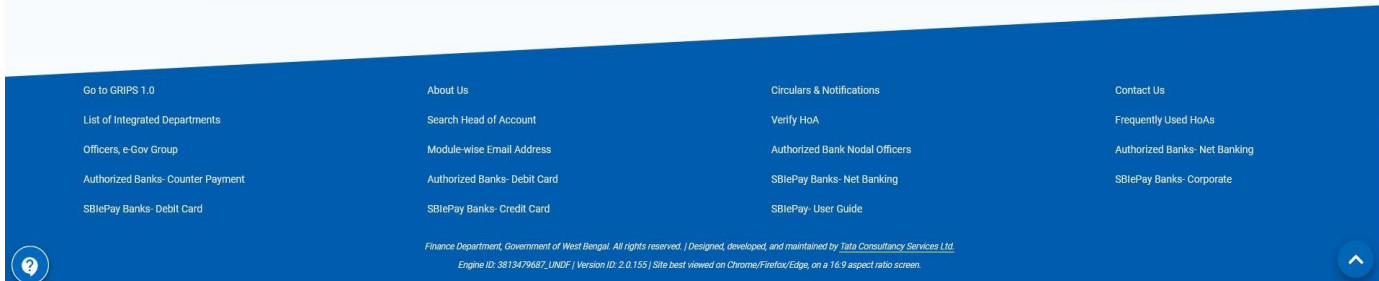 Go to GRIPS 1.0
About Us
Circulars & Notifications
Contact Us
List of Integrated Departments
Search Head of Account
Verify HoA
Frequently Used HoAs
Officers, e-Gov Group
Module-wise Email Address
Authorized Bank Nodal Officers
Authorized Banks- Net Banking
Authorized Banks- Counter Payment
Authorized Banks- Debit Card
SBIePay Banks- Net Banking
SBIePay Banks- Corporate
SBIePay Banks- Debit Card
SBIePay Banks- Credit Card
SBIePay- User Guide
Finance Department, Government of West Bengal. All rights reserved. | Designed, developed, and maintained by Tata Consultancy Services Ltd.
Engine ID: 3813479687_UNDF | Version ID: 2.0.155 | Site best viewed on Chrome/Firefox/Edge, on a 16:9 aspect ratio screen.